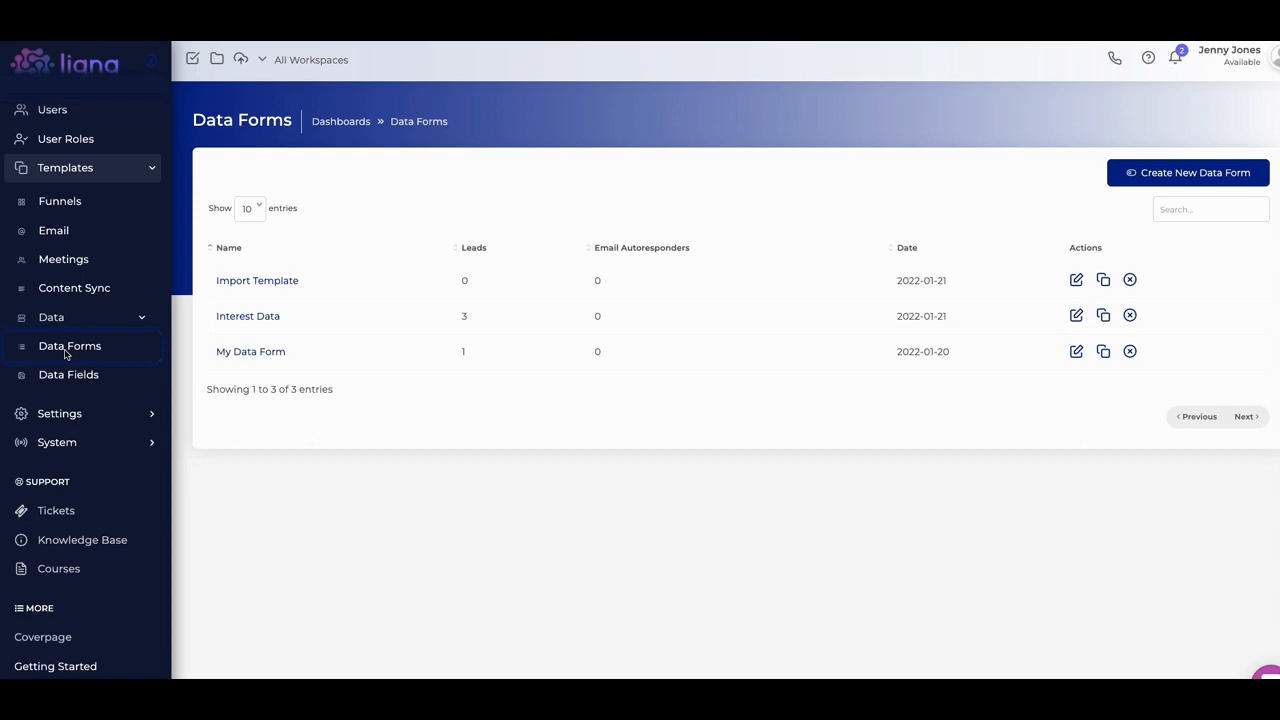 liana
All Workspaces
2
Jenny Jones
Available
Users
User Roles
Templates
Funnels
Email
Meetings
Content Sync
Data
Data Forms
Data Fields
Settings
System
SUPPORT
Tickets
Knowledge Base
Courses
MORE
Coverpage
Getting Started
Data Forms
Dashboards » Data Forms
Create New Data Form
Show 10 entries
Search...
Name Leads Email Autoresponders Date Actions
Import Template 0 0 2022-01-21
Interest Data 3 0 2022-01-21
My Data Form 1 0 2022-01-20
Showing 1 to 3 of 3 entries
‹ Previous Next ›